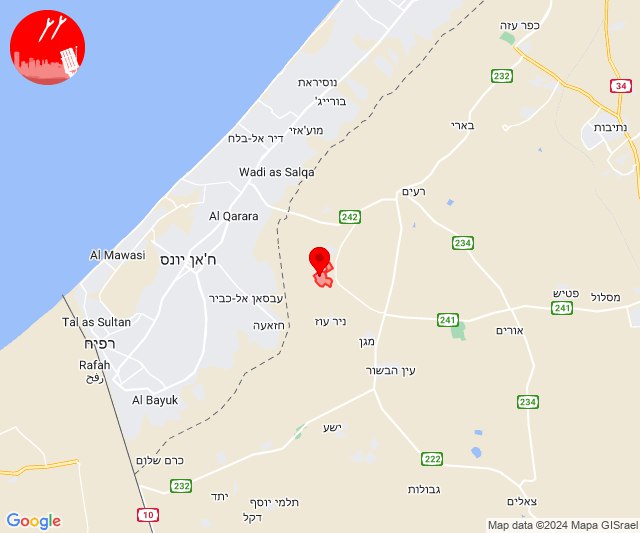 כפר עזה
232
34
נוסיראת
בורייג'
נתיבות
מוע'אזי
בארי
דיר אל-בלח
Wadi as Salqa
רעים
Al Qarara
242
234
Al Mawasi
ח'אן יונס
עבסאן אל-כביר
פטיש
מסלול
241
Tal as Sultan
ניר עוז
241
חזאעה
אורים
רפיח
מגן
Rafah
رفح
עין הבשור
Al Bayuk
234
ישע
כרם שלום
222
232
יתד
גבולות
תלמי יוסף
צאלים
דקל
10
Google
Map data ©2024 Mapa GISrael